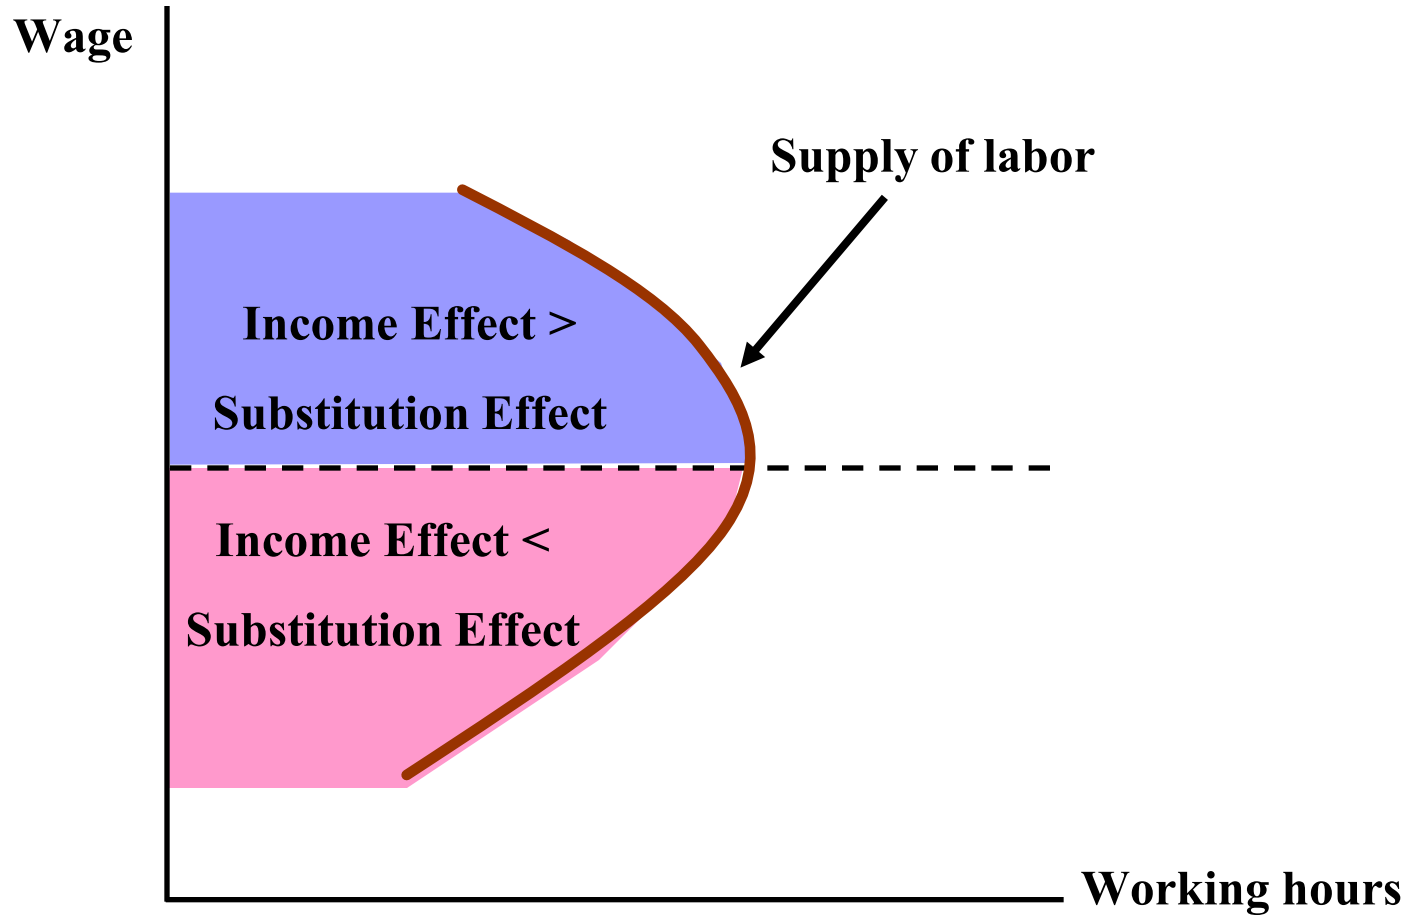 Wage
Supply of labor
Income Effect >
Substitution Effect
Income Effect <
Substitution Effect
Working hours